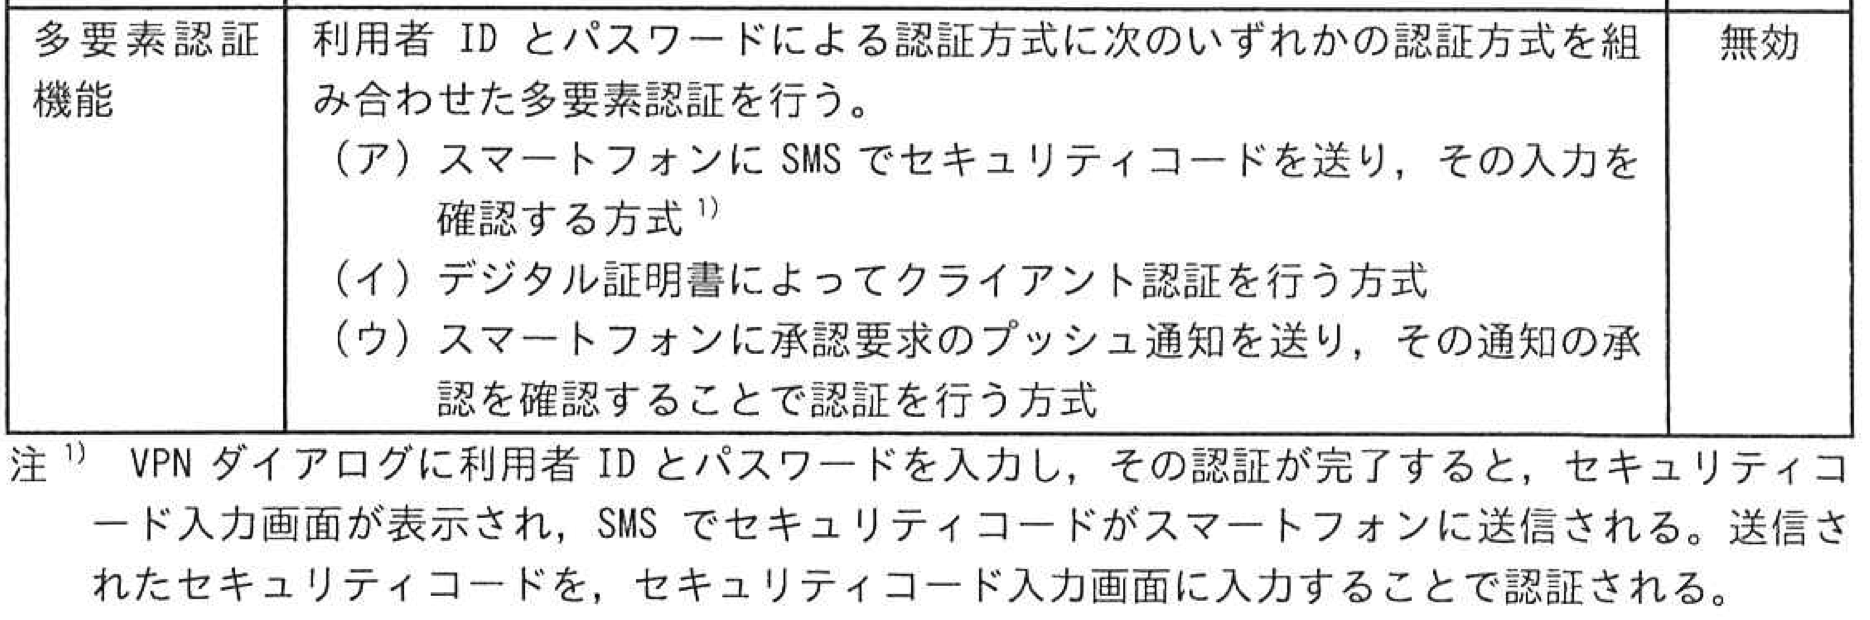 多要素認証機能
利用者 ID とパスワードによる認証方式に次のいずれかの認証方式を組
み合わせた多要素認証を行う。
（ア）スマートフォンに SMS でセキュリティコードを送り，その入力を
確認する方式 1)
（イ）デジタル証明書によってクライアント認証を行う方式
（ウ）スマートフォンに承認要求のプッシュ通知を送り，その通知の承
認を確認することで認証を行う方式
無効
注 1) VPN ダイアログに利用者 ID とパスワードを入力し，その認証が完了すると，セキュリティコ
ード入力画面が表示され，SMS でセキュリティコードがスマートフォンに送信される。送信さ
れたセキュリティコードを，セキュリティコード入力画面に入力することで認証される。